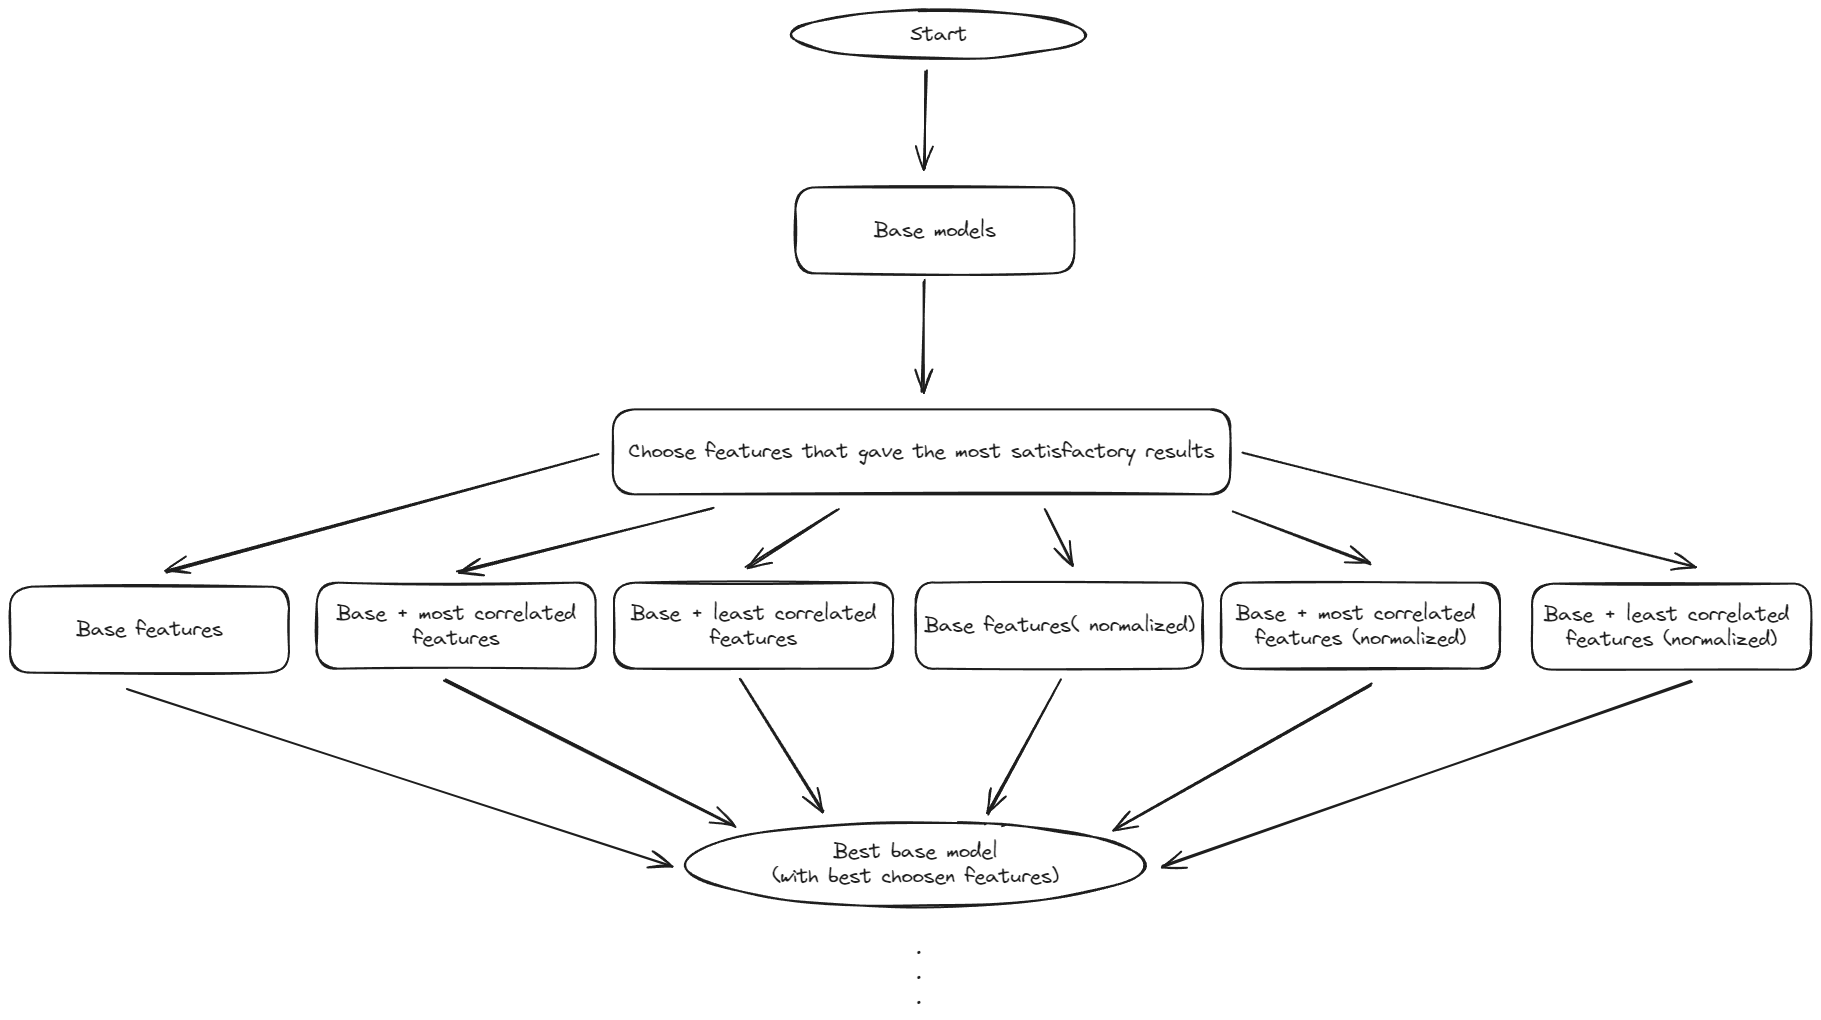 Start
Base models
Choose features that gave the most satisfactory results
Base features
Base + most correlated
features
Base + least correlated
features
Base features( normalized)
Base + most correlated
features (normalized)
Base + least correlated
features (normalized)
Best base model
(with best choosen features)
.
.
.